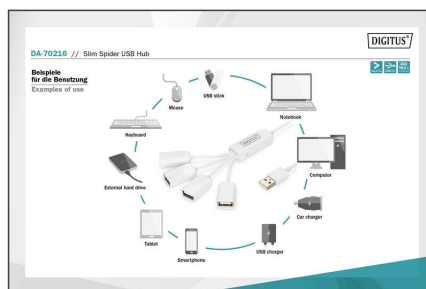 DIGITUS®
DA-70216 // Slim Spider USB Hub
Beispiele
für die Benutzung
Examples of use
USB stick
Mouse
Notebook
Keyboard
DIGITUS
Computer
External hard drive
Car charger
Tablet
USB charger
Smartphone